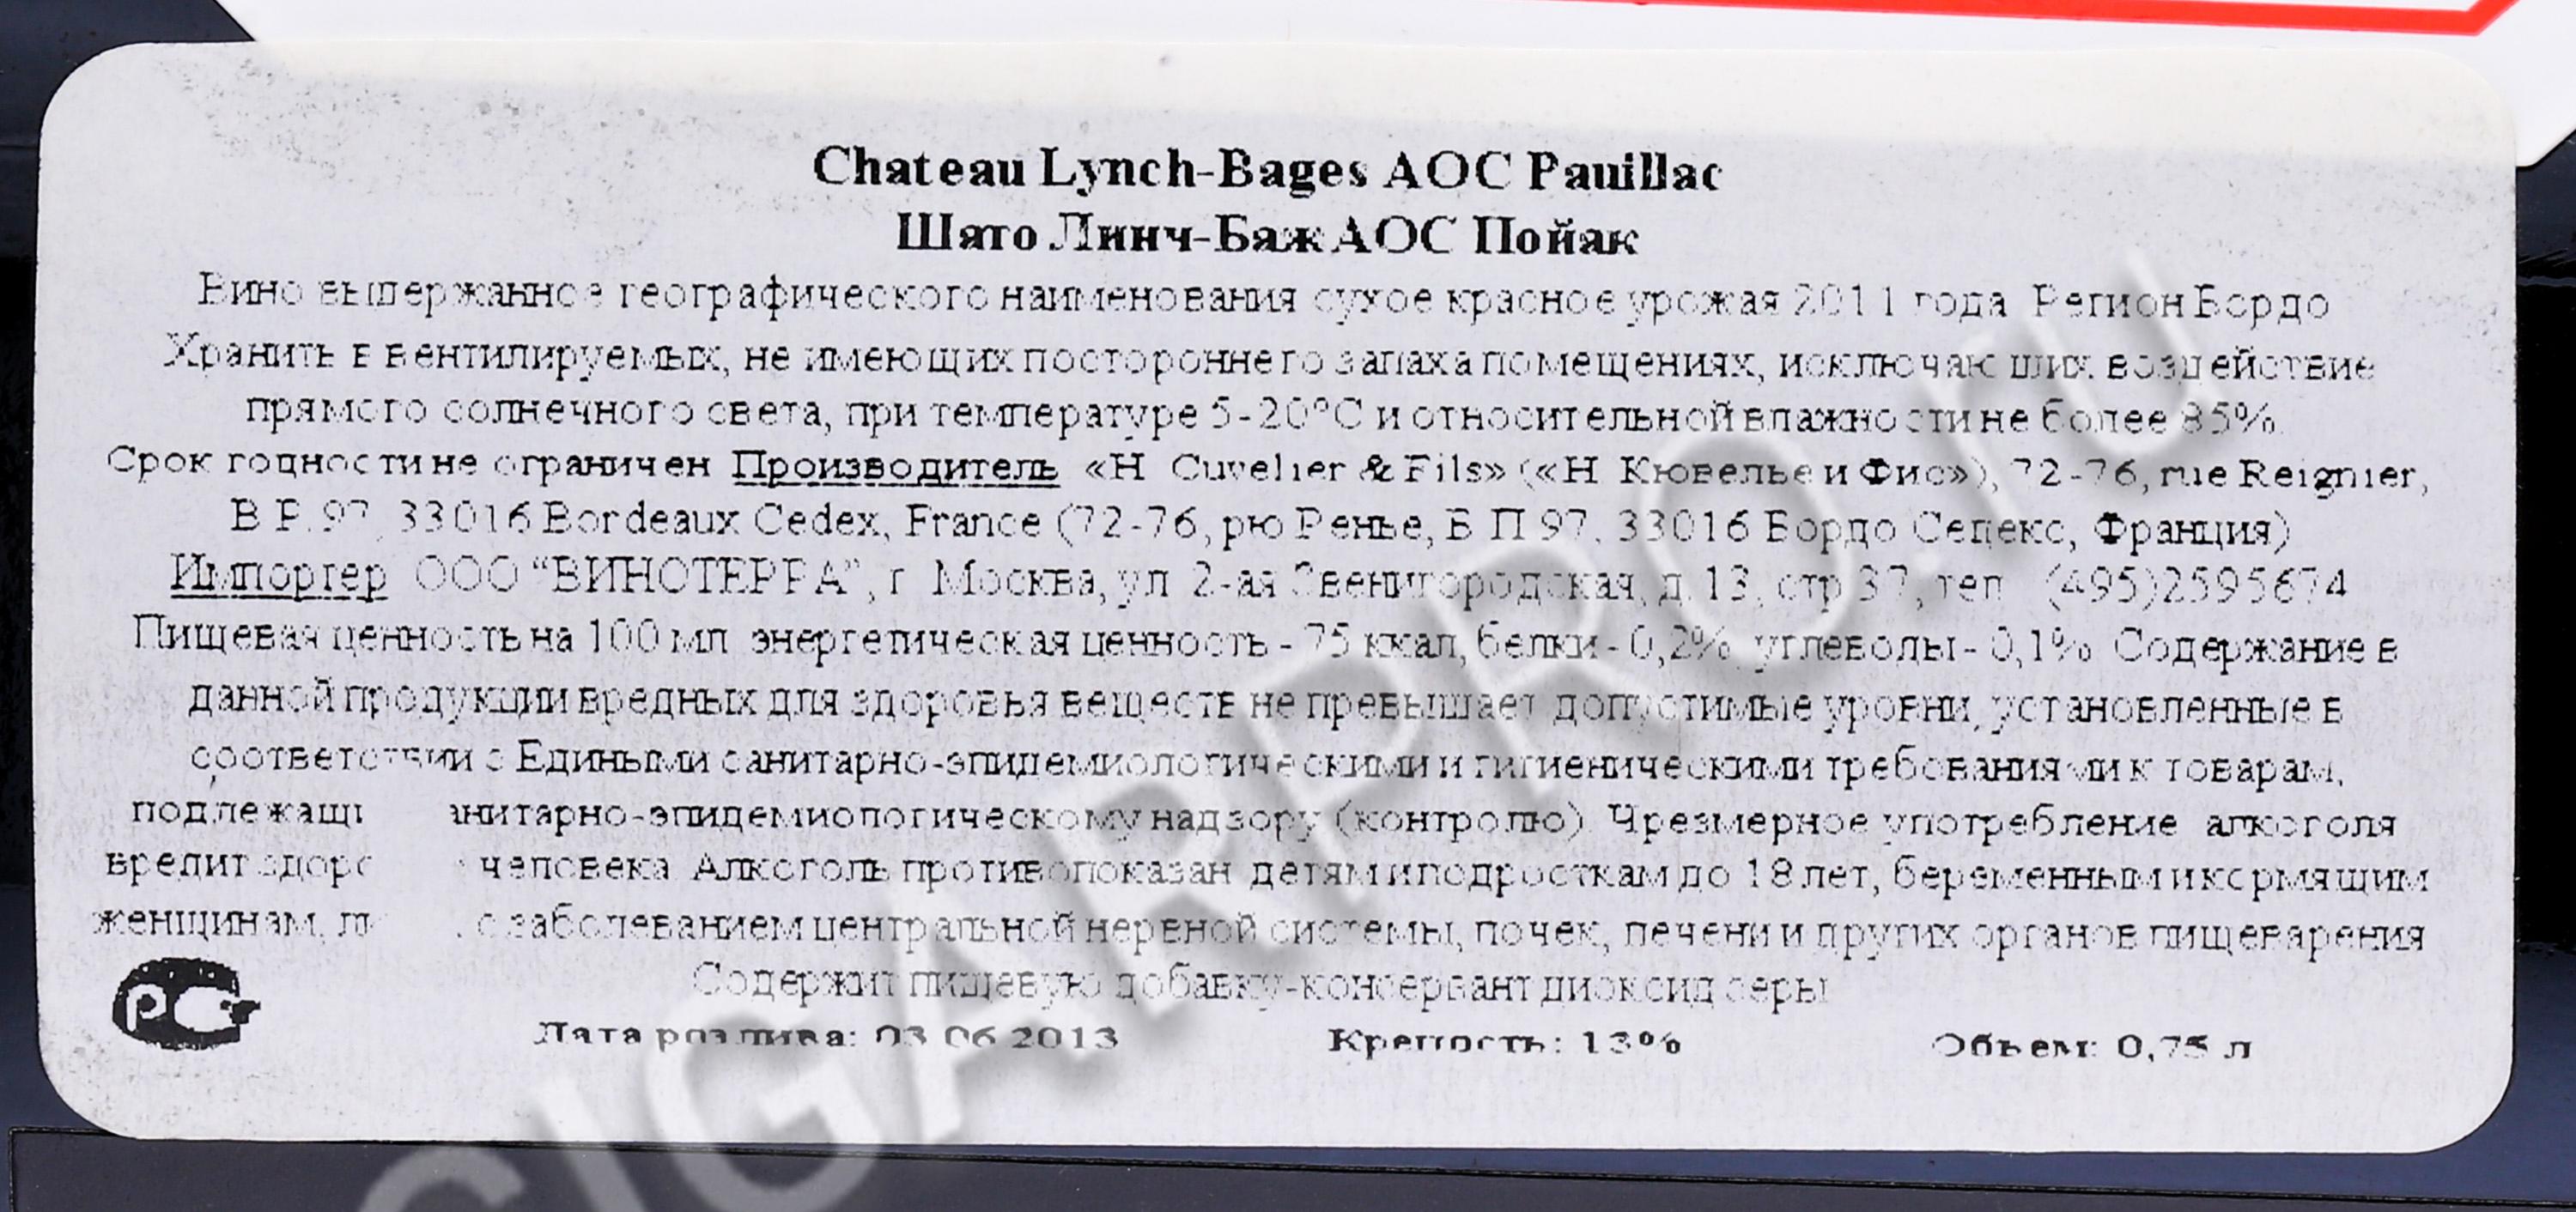 Chateau Lynch-Bages AOC Pauillac
Шато Линч-Баж АОС Пойак
Вино выдержанное географического наименования сухое красное урожая 2011 года Регион Бордо
Хранить в вентилируемых, не имеющих постороннего запаха помещениях, исключающих воздействие
прямого солнечного света, при температуре 5-20°С и относительной влажности не более 85%.
Срок годности не ограничен Производитель «H Cuvelier & Fils» («Н Кювелье и Фис»), 72-76, rue Reignier,
B.P. 97, 33016 Bordeaux Cedex, France (72-76, рю Ренье, Б П 97, 33016 Бордо Седекс, Франция)
Импортер ООО “ВИНОТЕРРА”, г Москва, ул 2-ая Звенигородская, д. 13, стр 37, тел (495)2595674
Пищевая ценность на 100 мл энергетическая ценность - 75 ккал, белки - 0,2% углеводы - 0,1% Содержание в
данной продукции вредных для здоровья веществ не превышает допустимые уровни, установленные в
соответствии с Едиными санитарно-эпидемиологическими и гигиеническими требованиями к товарам,
надзору (контролю) Чрезмерное употребление алкоголя
вредит человека Алкоголь противопоказан детям и подросткам до 18 лет, беременным и кормящим
женщинам, с заболеванием центральной нервной системы, почек, печени и других органов пищеварения
Содержит пищевую добавку-консервант диоксид серы
РС
Дата розлива: 03 06 2013 Крепость: 13% Объем: 0,75 л
CIGARPRO.ru